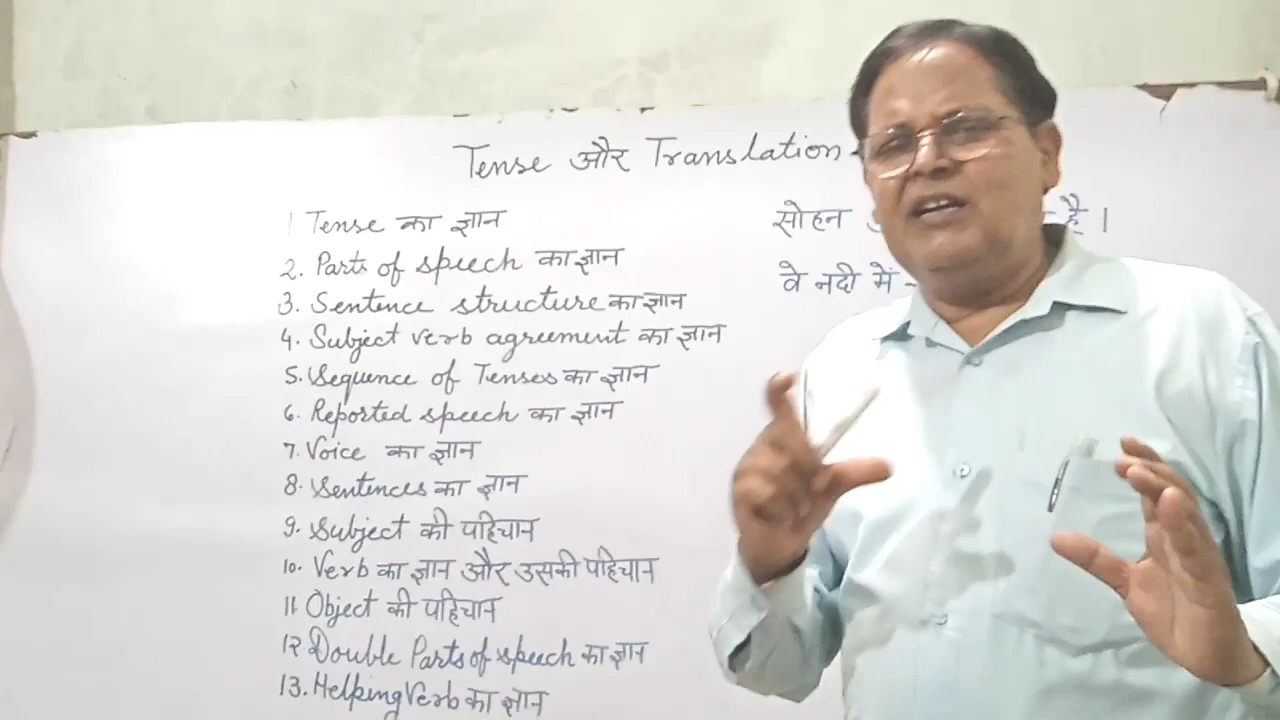 Tense और Translation -
1 Tense का ज्ञान
2. Parts of speech का ज्ञान
3. Sentence structure का ज्ञान
4. Subject verb agreement का ज्ञान
5. Sequence of Tenses का ज्ञान
6. Reported speech का ज्ञान
7. Voice का ज्ञान
8. Sentences का ज्ञान
9. Subject की पहिचान
10. Verb का ज्ञान और उसकी पहिचान
11 Object की पहिचान
12 Double Parts of speech का ज्ञान
13. Helping Verb का ज्ञान
सोहन है ।
वे नदी में -